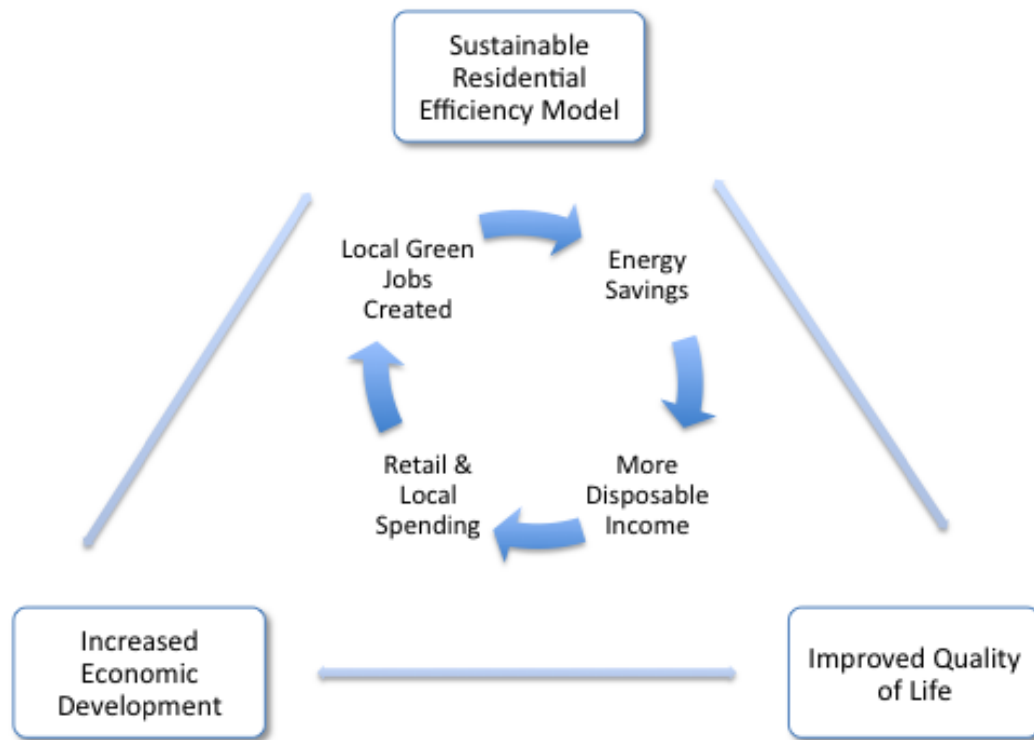 Sustainable
Residential
Efficiency Model
Local Green
Jobs
Created
Energy
Savings
Retail &
Local
Spending
More
Disposable
Income
Increased
Economic
Development
Improved Quality
of Life